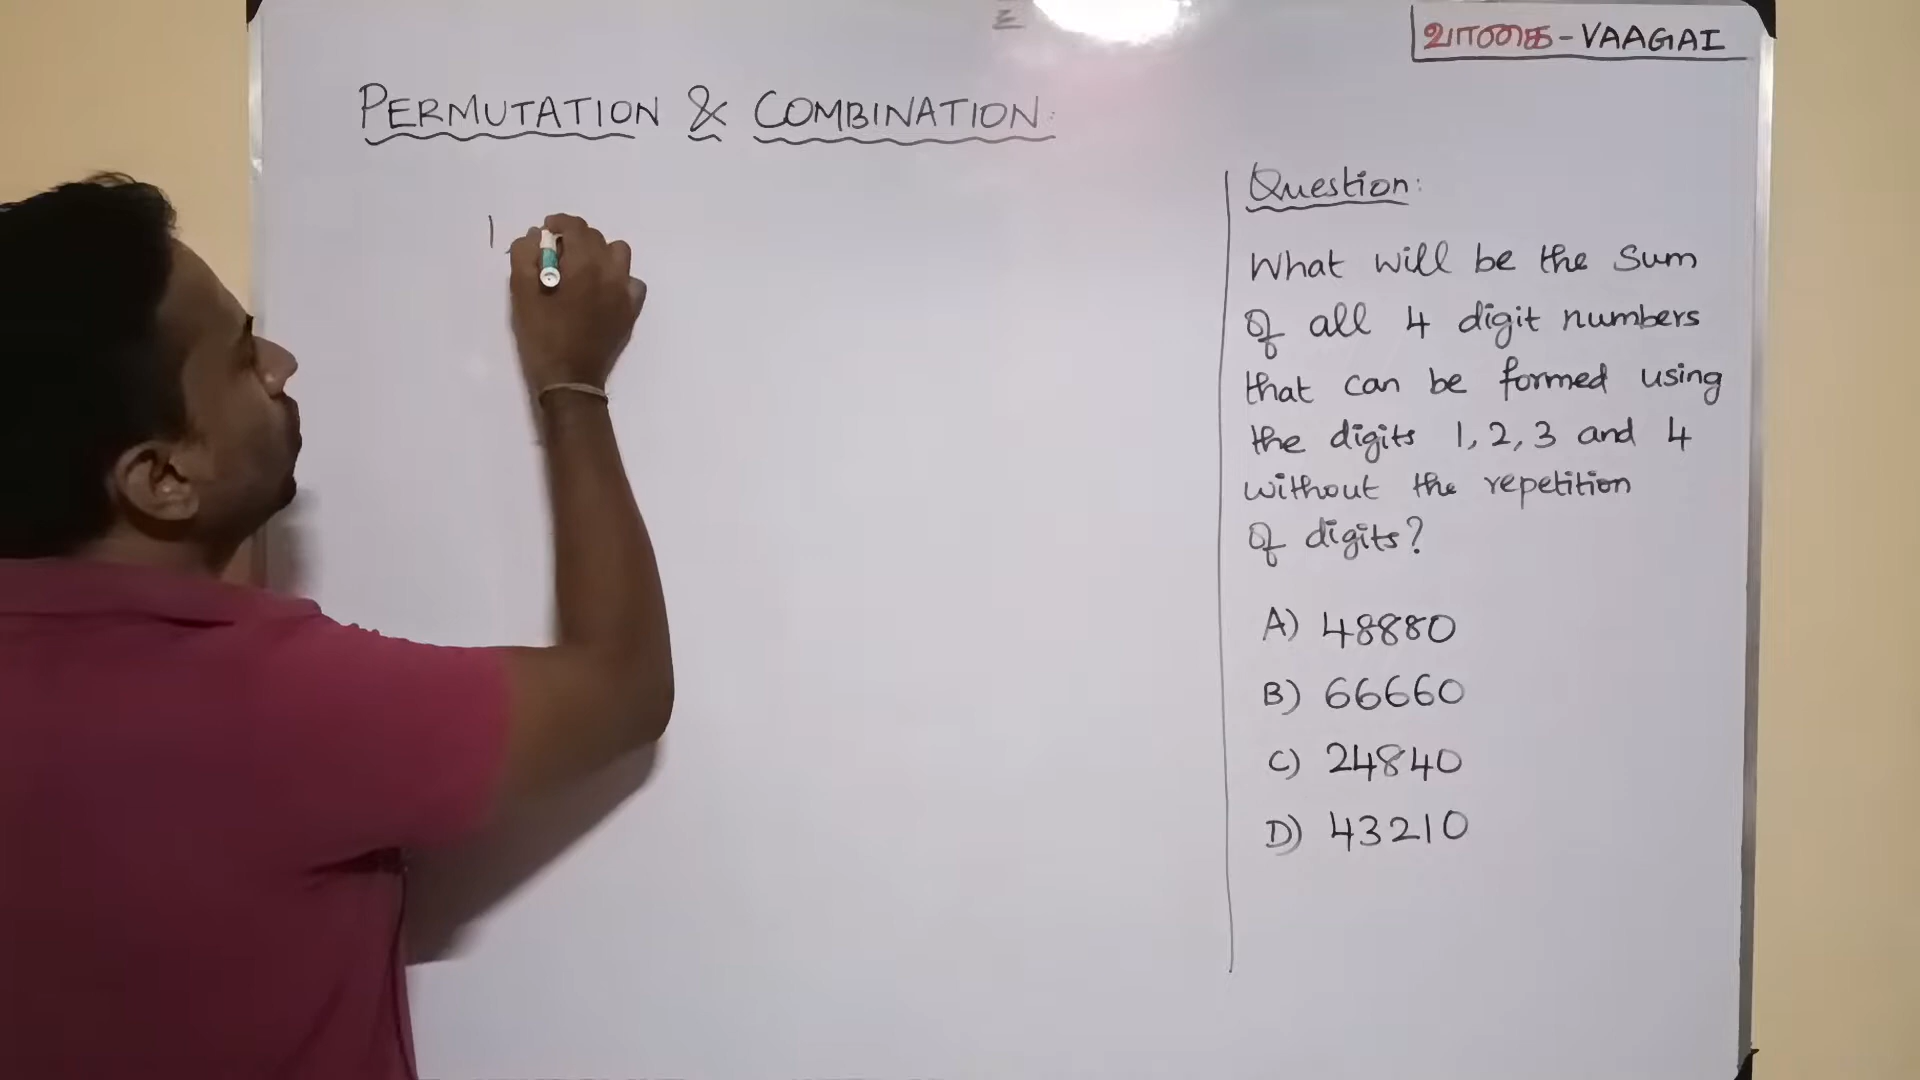 வாகை - VAAGAI
PERMUTATION & COMBINATION:
1
Question:
What will be the Sum
Of all 4 digit numbers
that can be formed using
the digits 1, 2, 3 and 4
without the repetition
Of digits?
A) 48880
B) 66660
C) 24840
D) 43210